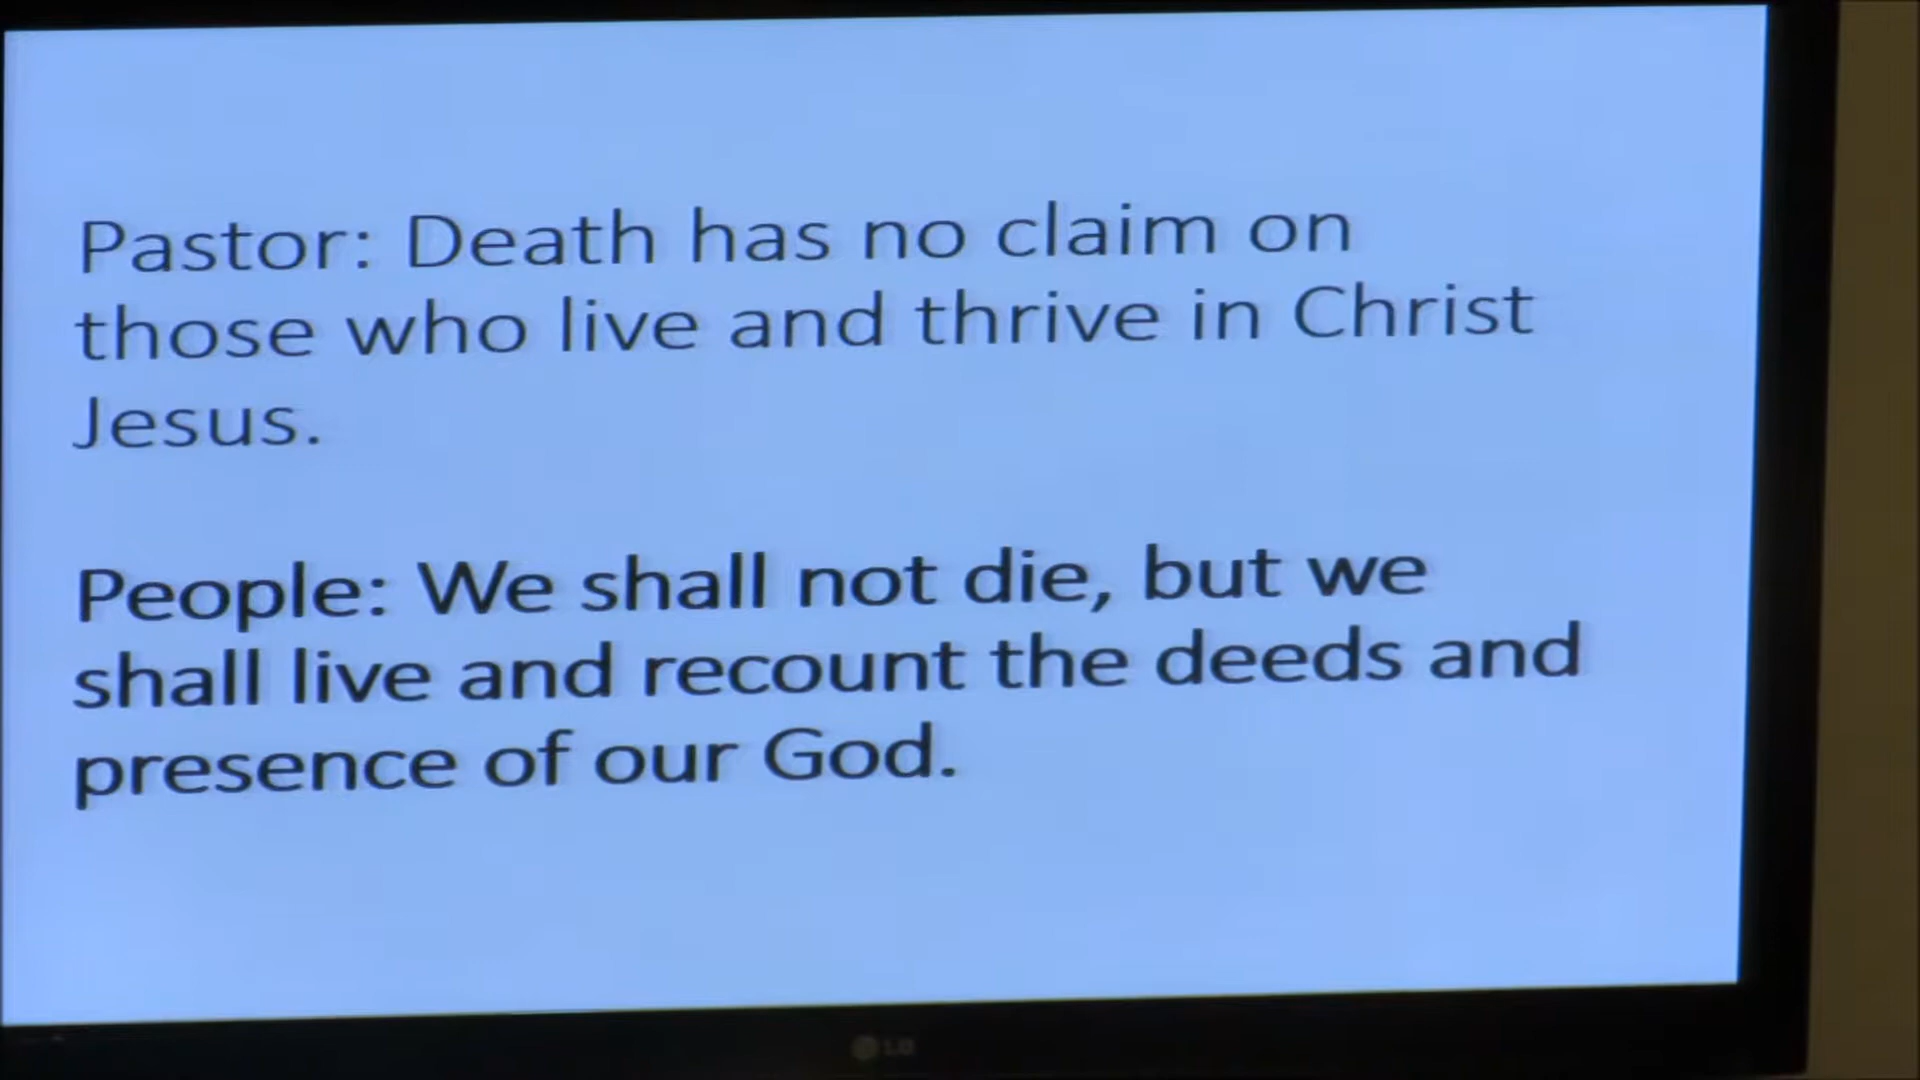 Pastor: Death has no claim on
those who live and thrive in Christ
Jesus.
People: We shall not die, but we
shall live and recount the deeds and
presence of our God.
LG